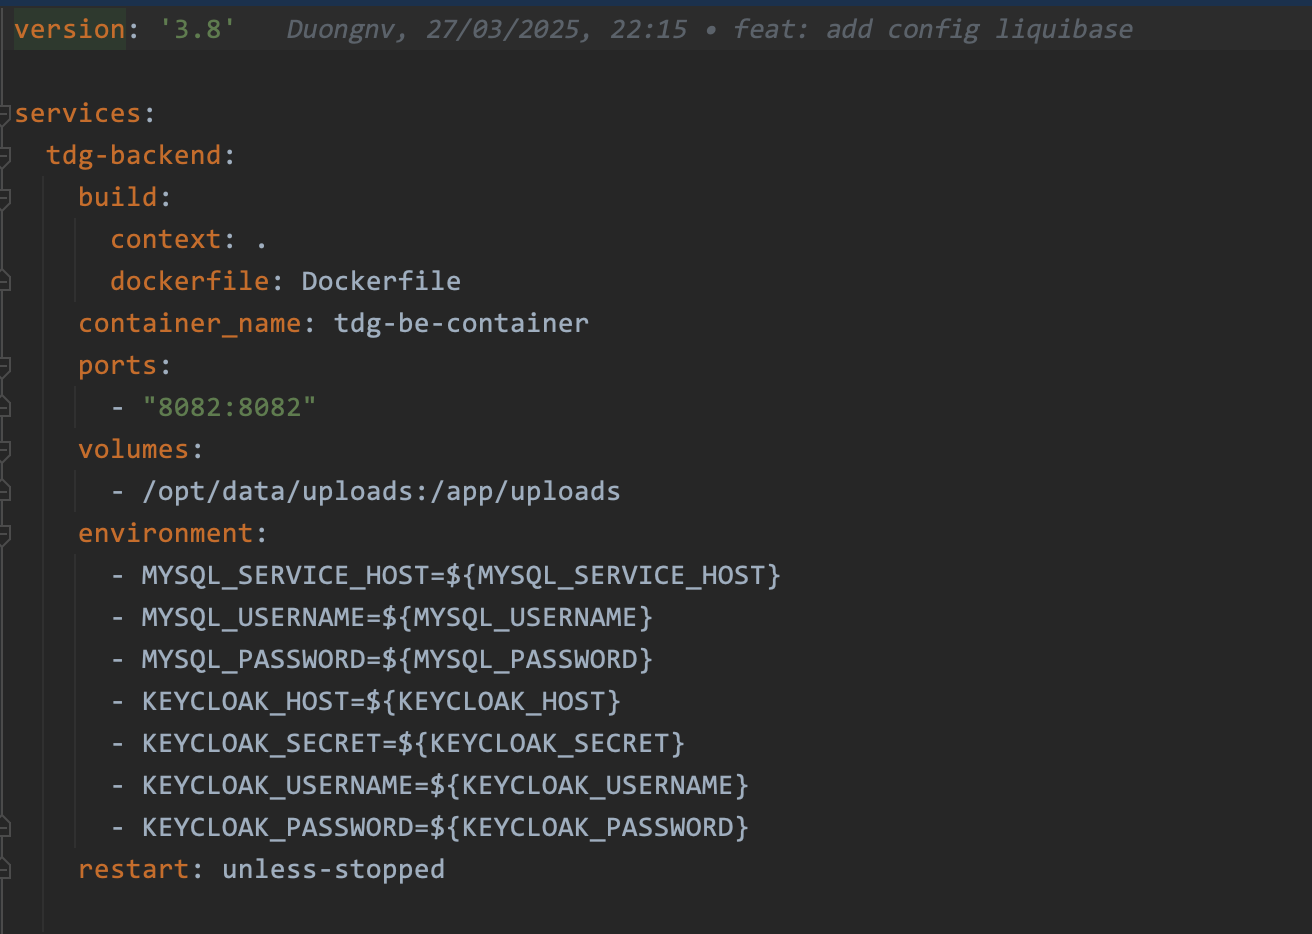 version: '3.8' Duongnv, 27/03/2025, 22:15 • feat: add config liquibase
services:
tdg-backend:
build:
context: .
dockerfile: Dockerfile
container_name: tdg-be-container
ports:
- "8082:8082"
volumes:
- /opt/data/uploads:/app/uploads
environment:
- MYSQL_SERVICE_HOST=${MYSQL_SERVICE_HOST}
- MYSQL_USERNAME=${MYSQL_USERNAME}
- MYSQL_PASSWORD=${MYSQL_PASSWORD}
- KEYCLOAK_HOST=${KEYCLOAK_HOST}
- KEYCLOAK_SECRET=${KEYCLOAK_SECRET}
- KEYCLOAK_USERNAME=${KEYCLOAK_USERNAME}
- KEYCLOAK_PASSWORD=${KEYCLOAK_PASSWORD}
restart: unless-stopped